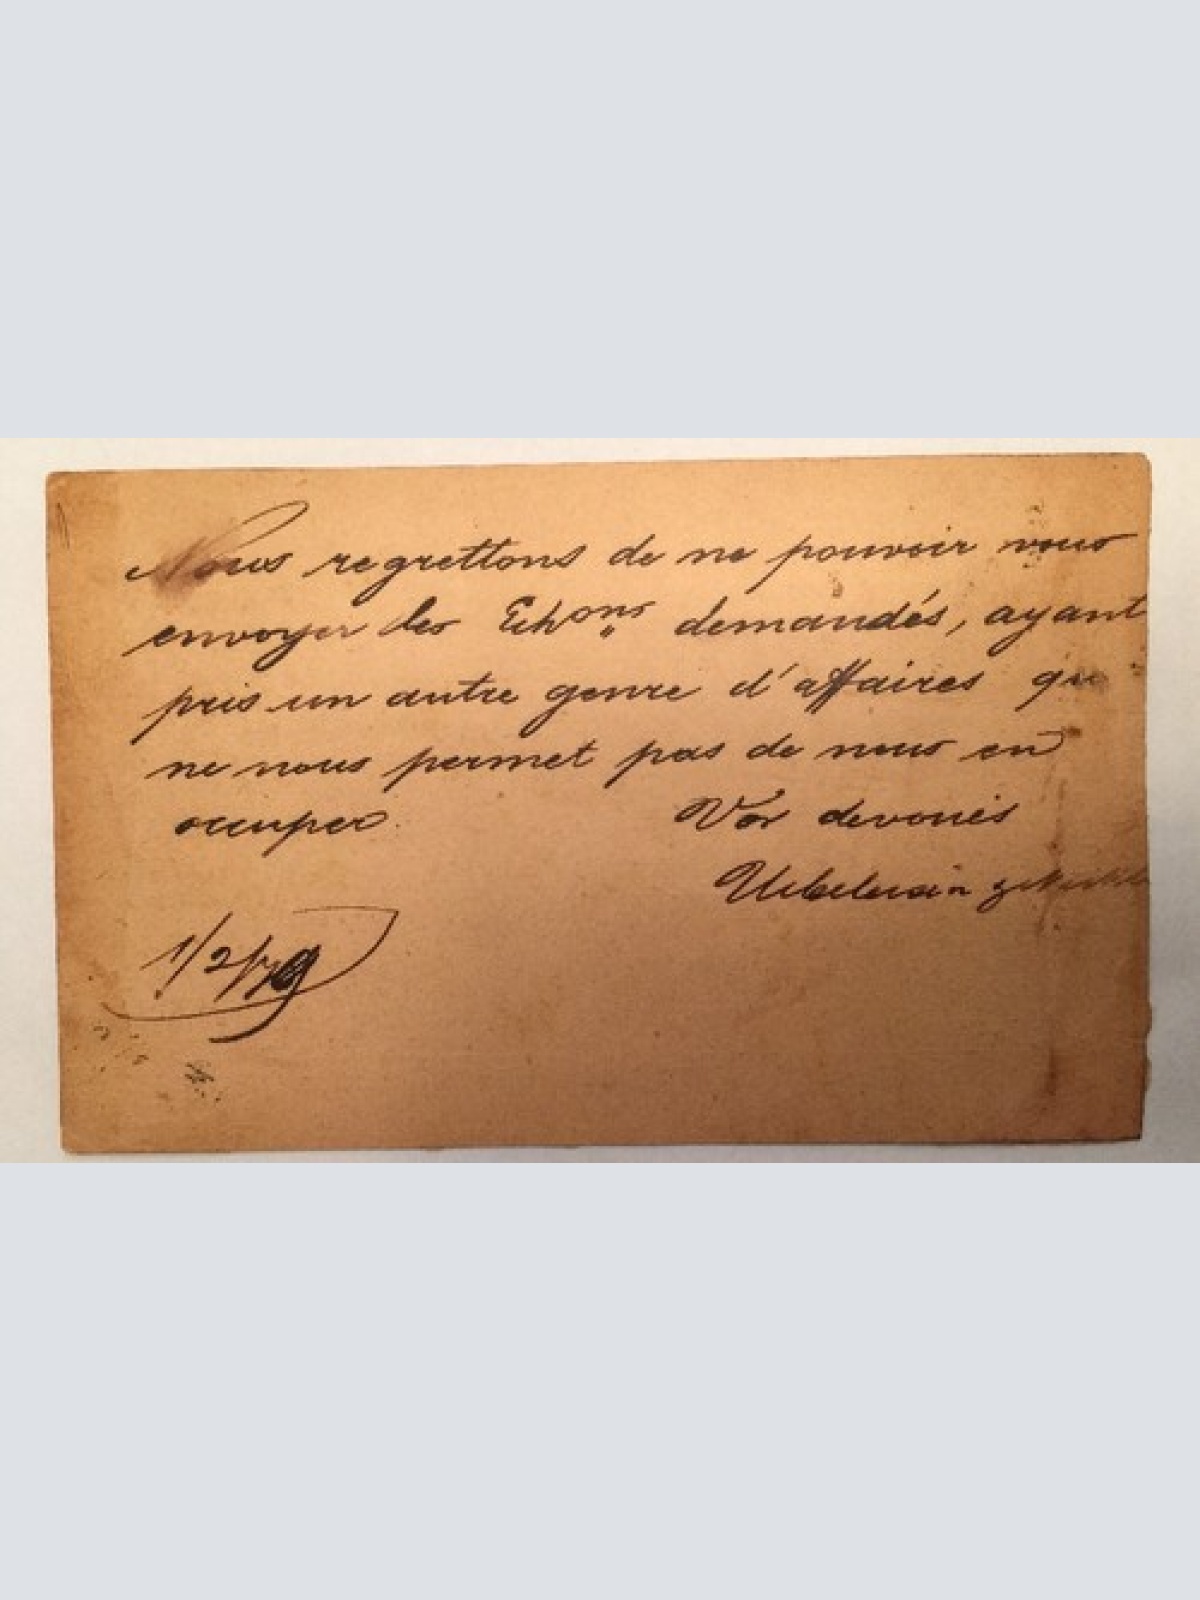 Nous regrettons de ne pouvoir vous
envoyer les Echons demandés, ayant
pris un autre genre d'affaires qui
ne nous permet pas de nous en
occuper. Vos devoués
1/2/79